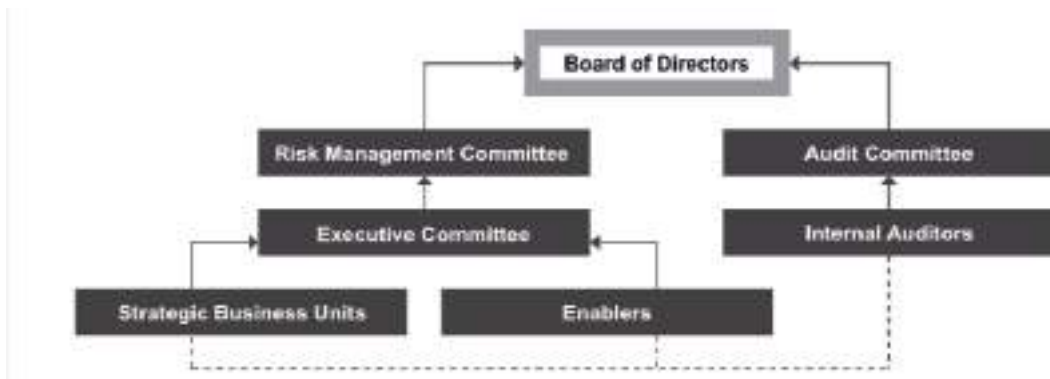 Board of Directors
Risk Management Committee
Audit Committee
Executive Committee
Internal Auditors
Strategic Business Units
Enablers